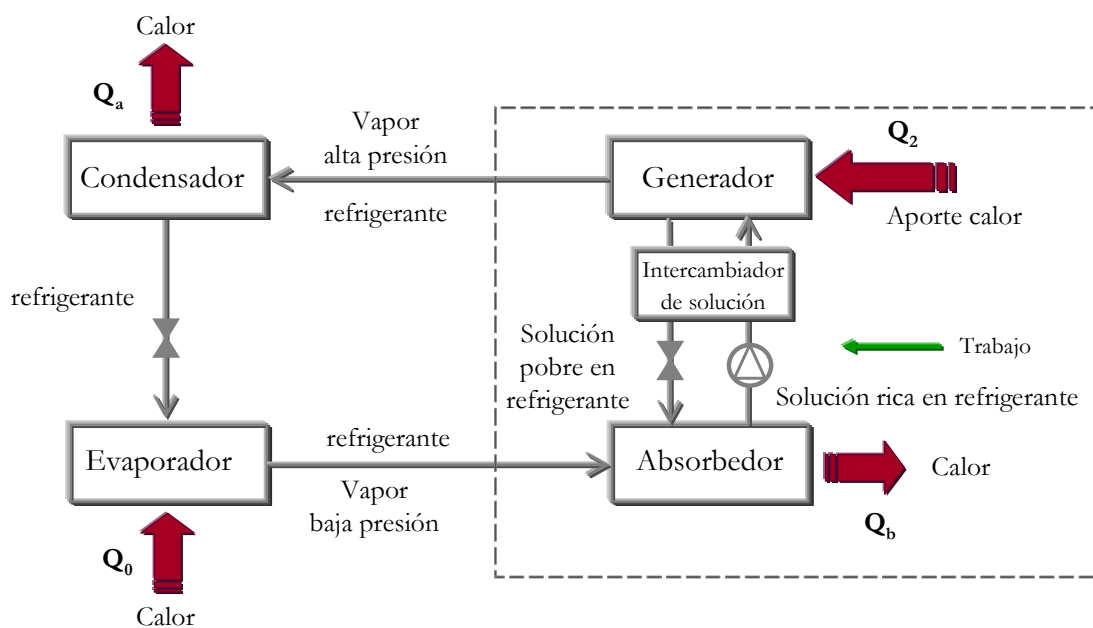 Calor
Qa
Vapor
alta presión
Q2
Condensador
Generador
refrigerante
Aporte calor
Intercambiador
de solución
refrigerante
Solución
pobre en
refrigerante
Trabajo
Solución rica en refrigerante
Evaporador
refrigerante
Absorbedor
Calor
Vapor
baja presión
Qb
Q0
Calor